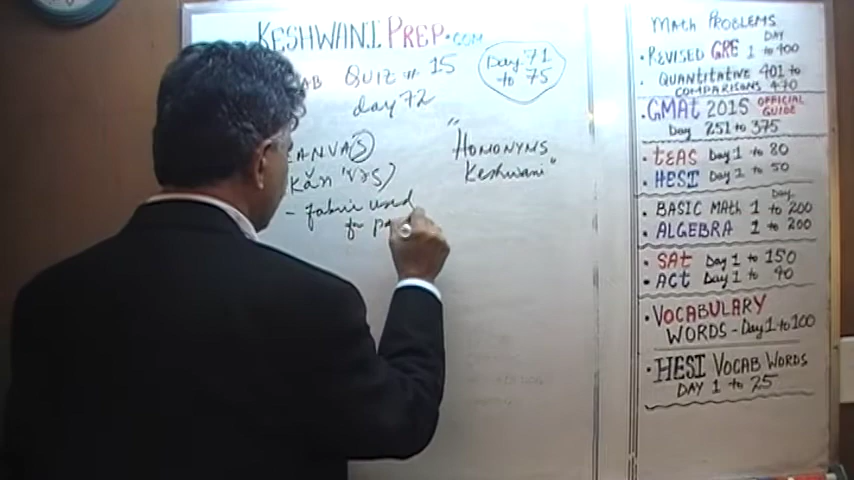 KESHWANI PREP.COM
AB QUIZ # 15
day 72
Day 71
to 75
CANVAS
(kăn 'vəs)
- fabric used
for
"HOMONYMS
Keshwani"
MATH PROBLEMS
DAY
• REVISED GRE 1 to 400
• QUANTITATIVE 401 to
COMPARISONS 470
• GMAt 2015 OFFICIAL
GUIDE
Day 251 to 375
• tEAS Day 1 to 80
• HESI Day 1 to 50
Day
• BASIC MAth 1 to 200
• ALGEBRA 1 to 200
• SAt Day 1 to 150
• ACt Day 1 to 90
• VOCABULARY
WORDS - Day 1 to 100
• HESI VOCAB WORDS
DAY 1 to 25